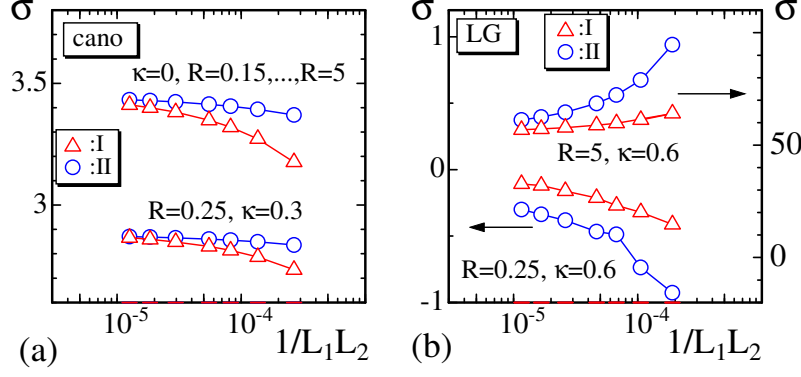 σ
cano
κ=0, R=0.15,...,R=5
3.5
:I
:II
R=0.25, κ=0.3
3
10⁻⁵
10⁻⁴
1/L₁L₂
(a)
σ
σ
LG
:I
:II
1
50
R=5, κ=0.6
0
0
R=0.25, κ=0.6
-1
10⁻⁵
10⁻⁴
1/L₁L₂
(b)